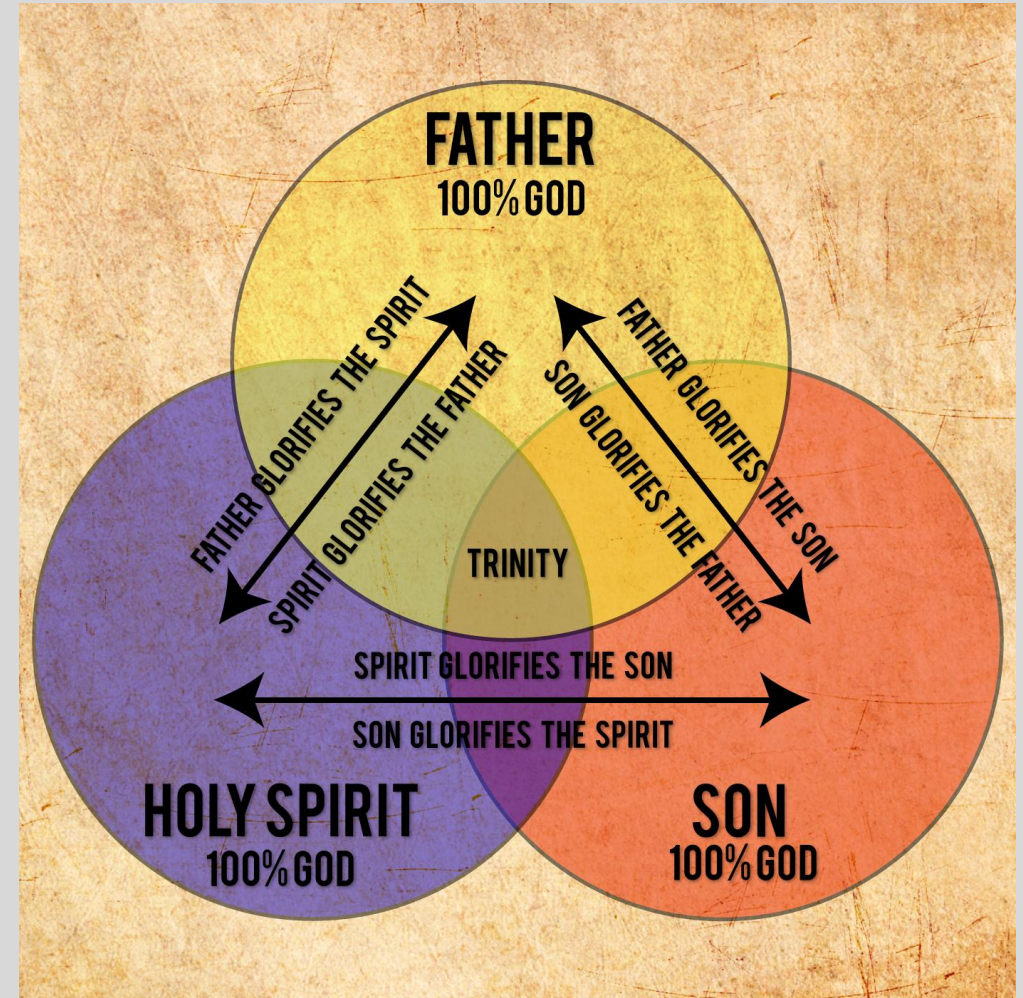 FATHER
100% GOD
FATHER GLORIFIES THE SPIRIT
SPIRIT GLORIFIES THE FATHER
FATHER GLORIFIES THE SON
SON GLORIFIES THE FATHER
TRINITY
SPIRIT GLORIFIES THE SON
SON GLORIFIES THE SPIRIT
HOLY SPIRIT
100% GOD
SON
100% GOD